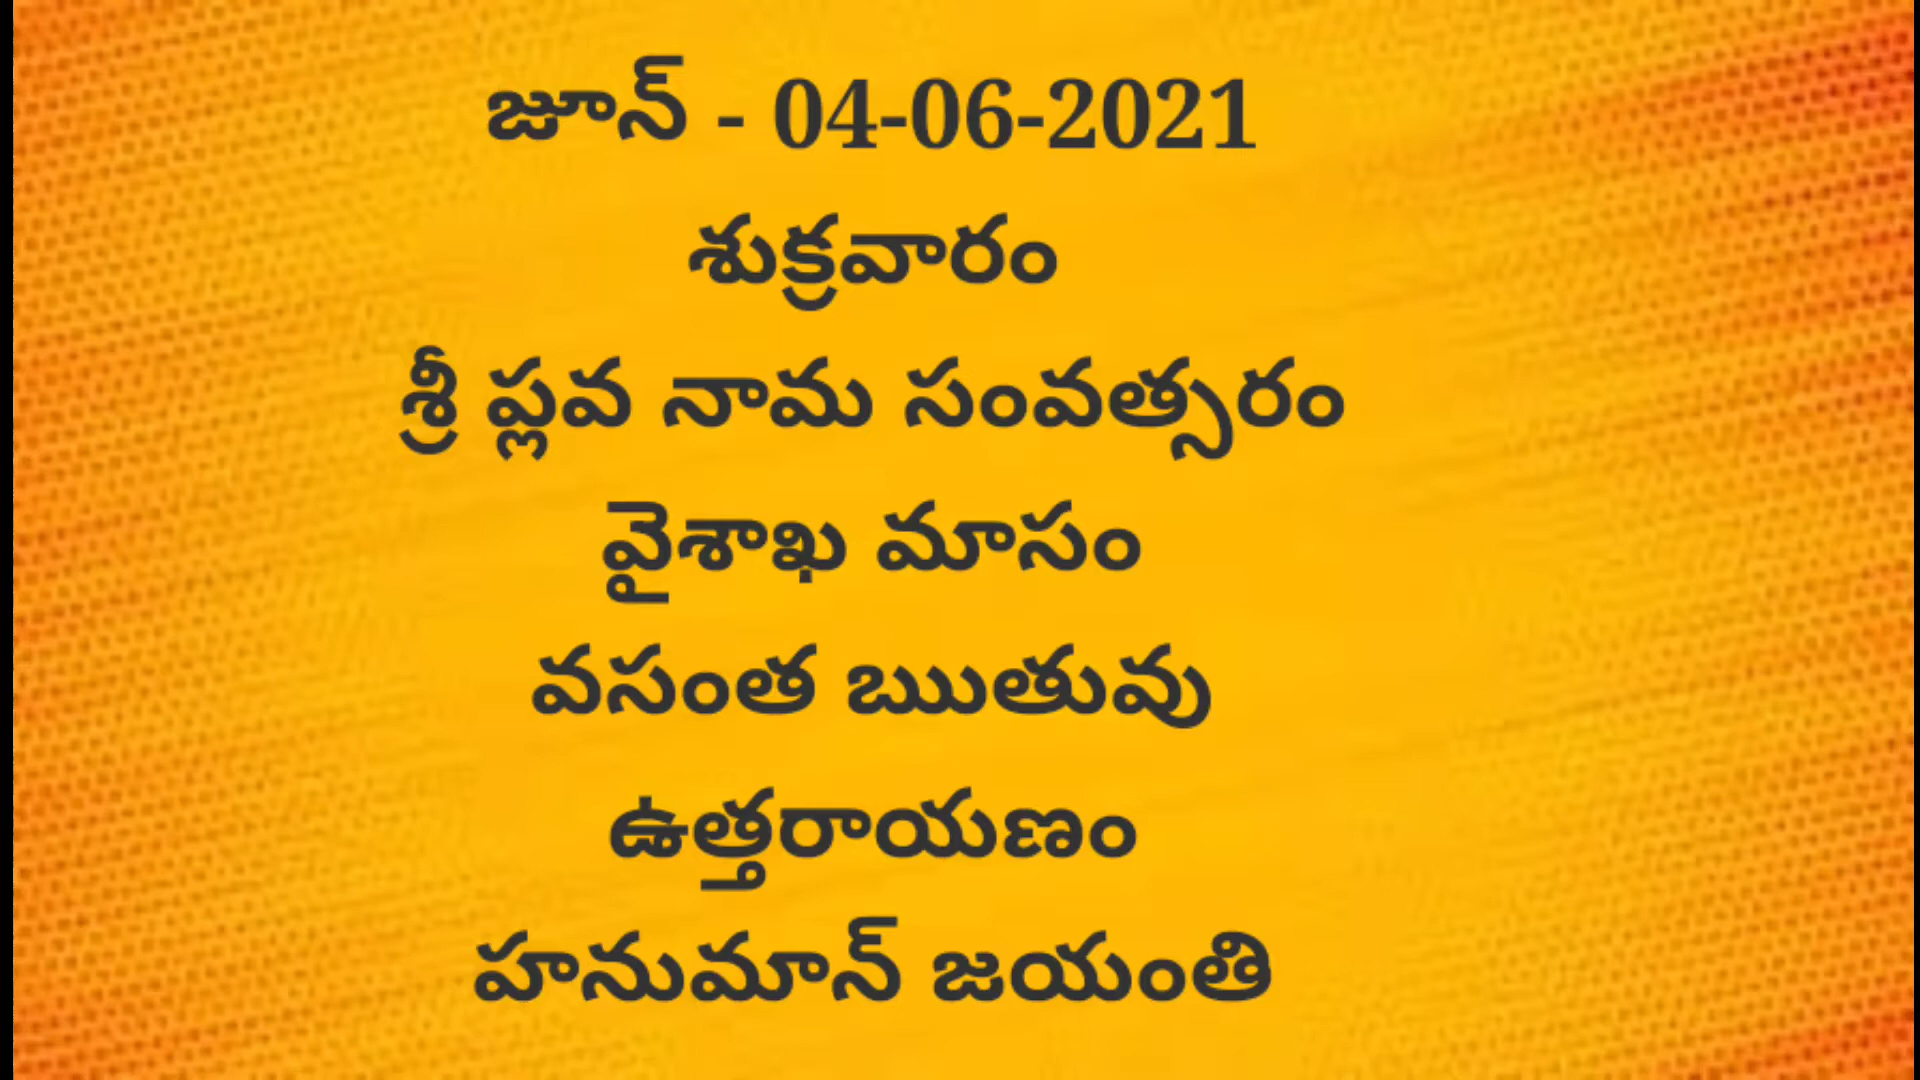 జూన్ - 04-06-2021
శుక్రవారం
శ్రీ ప్లవ నామ సంవత్సరం
వైశాఖ మాసం
వసంత ఋతువు
ఉత్తరాయణం
హనుమాన్ జయంతి